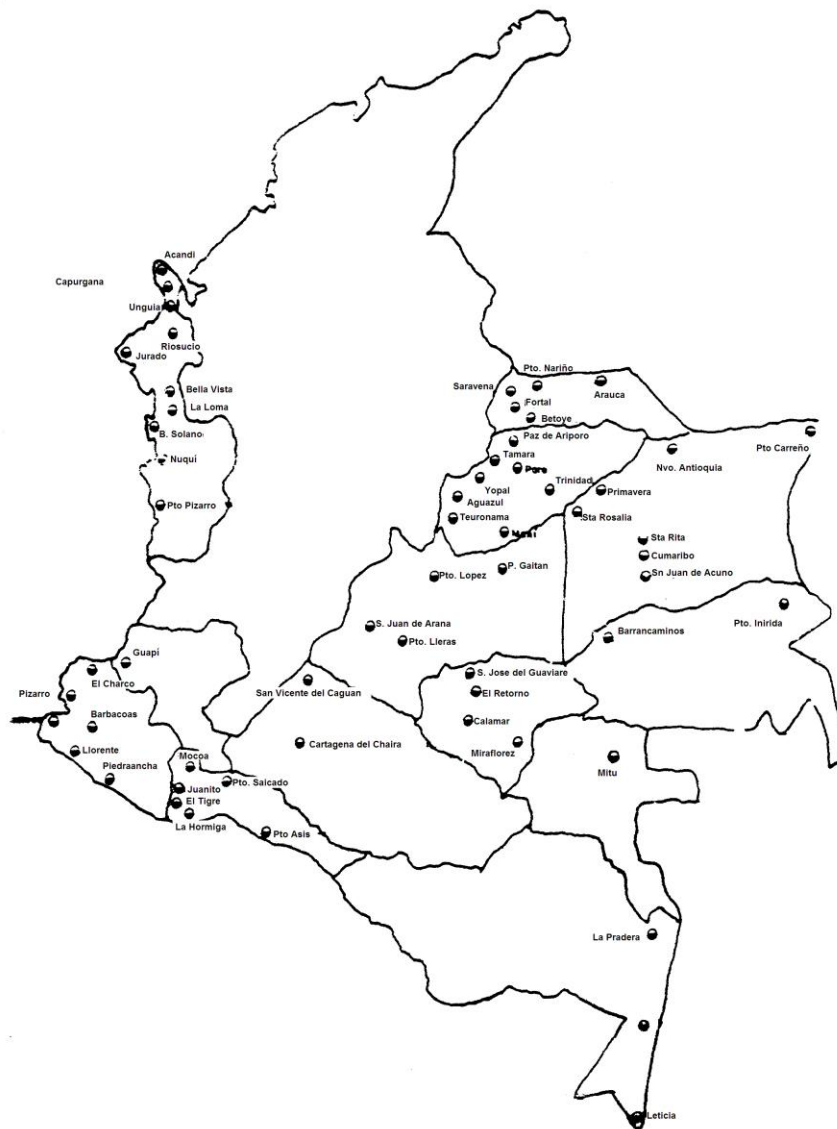 Acandi
Capurgana
Unguia
Riosucio
Jurado
Bella Vista
La Loma
B. Solano
Nuquí
Pto Pizarro
Pto. Nariño
Saravena
Arauca
Fortal
Betoye
Paz de Ariporo
Pto Carreño
Tamara
Nvo. Antioquia
Pore
Yopal
Trinidad
Primavera
Aguazul
Teuronama
Sta Rosalia
Maní
Sta Rita
Cumaribo
P. Gaitan
Pto. Lopez
Sn Juan de Acuno
Pto. Inirida
S. Juan de Arana
Barrancaminos
Pto. Lleras
Guapí
El Charco
S. Jose del Guaviare
San Vicente del Caguan
Pizarro
El Retorno
Barbacoas
Calamar
Cartagena del Chaira
Llorente
Miraflorez
Mocoa
Mitu
Piedraancha
Pto. Saicado
Juanito
El Tigre
La Hormiga
Pto Asis
La Pradera
Leticia